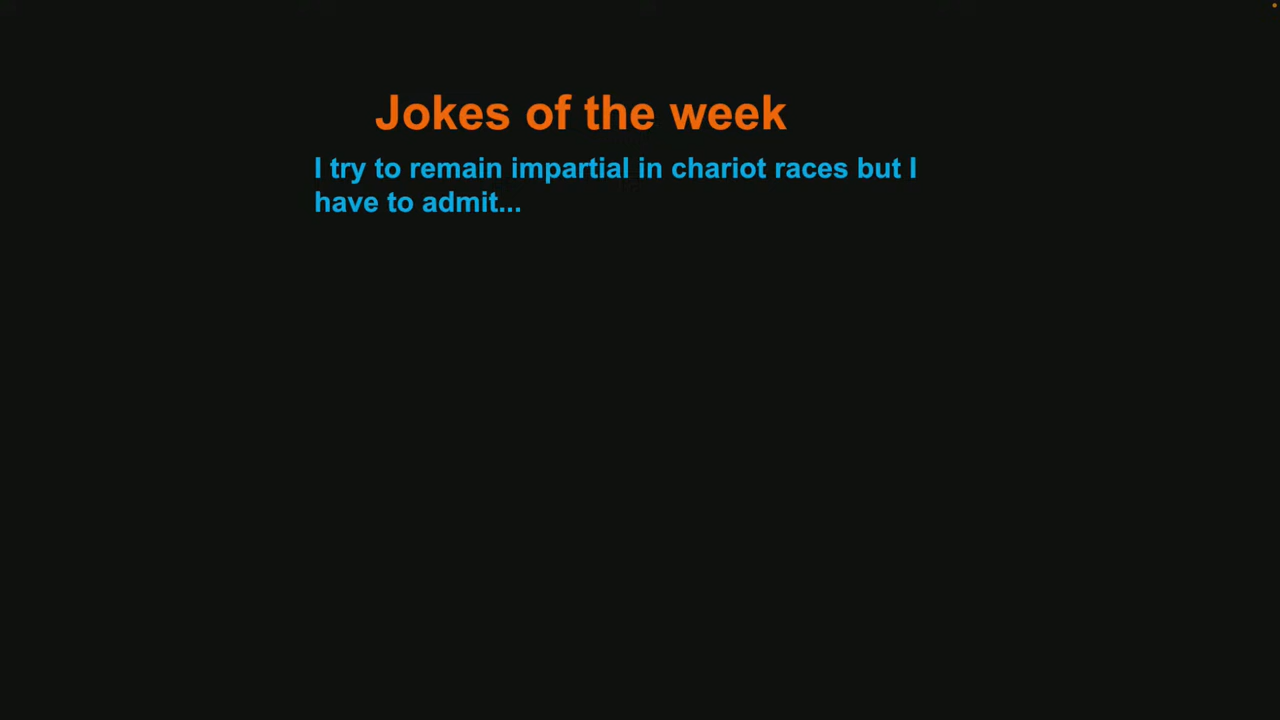 Jokes of the week
I try to remain impartial in chariot races but I
have to admit...